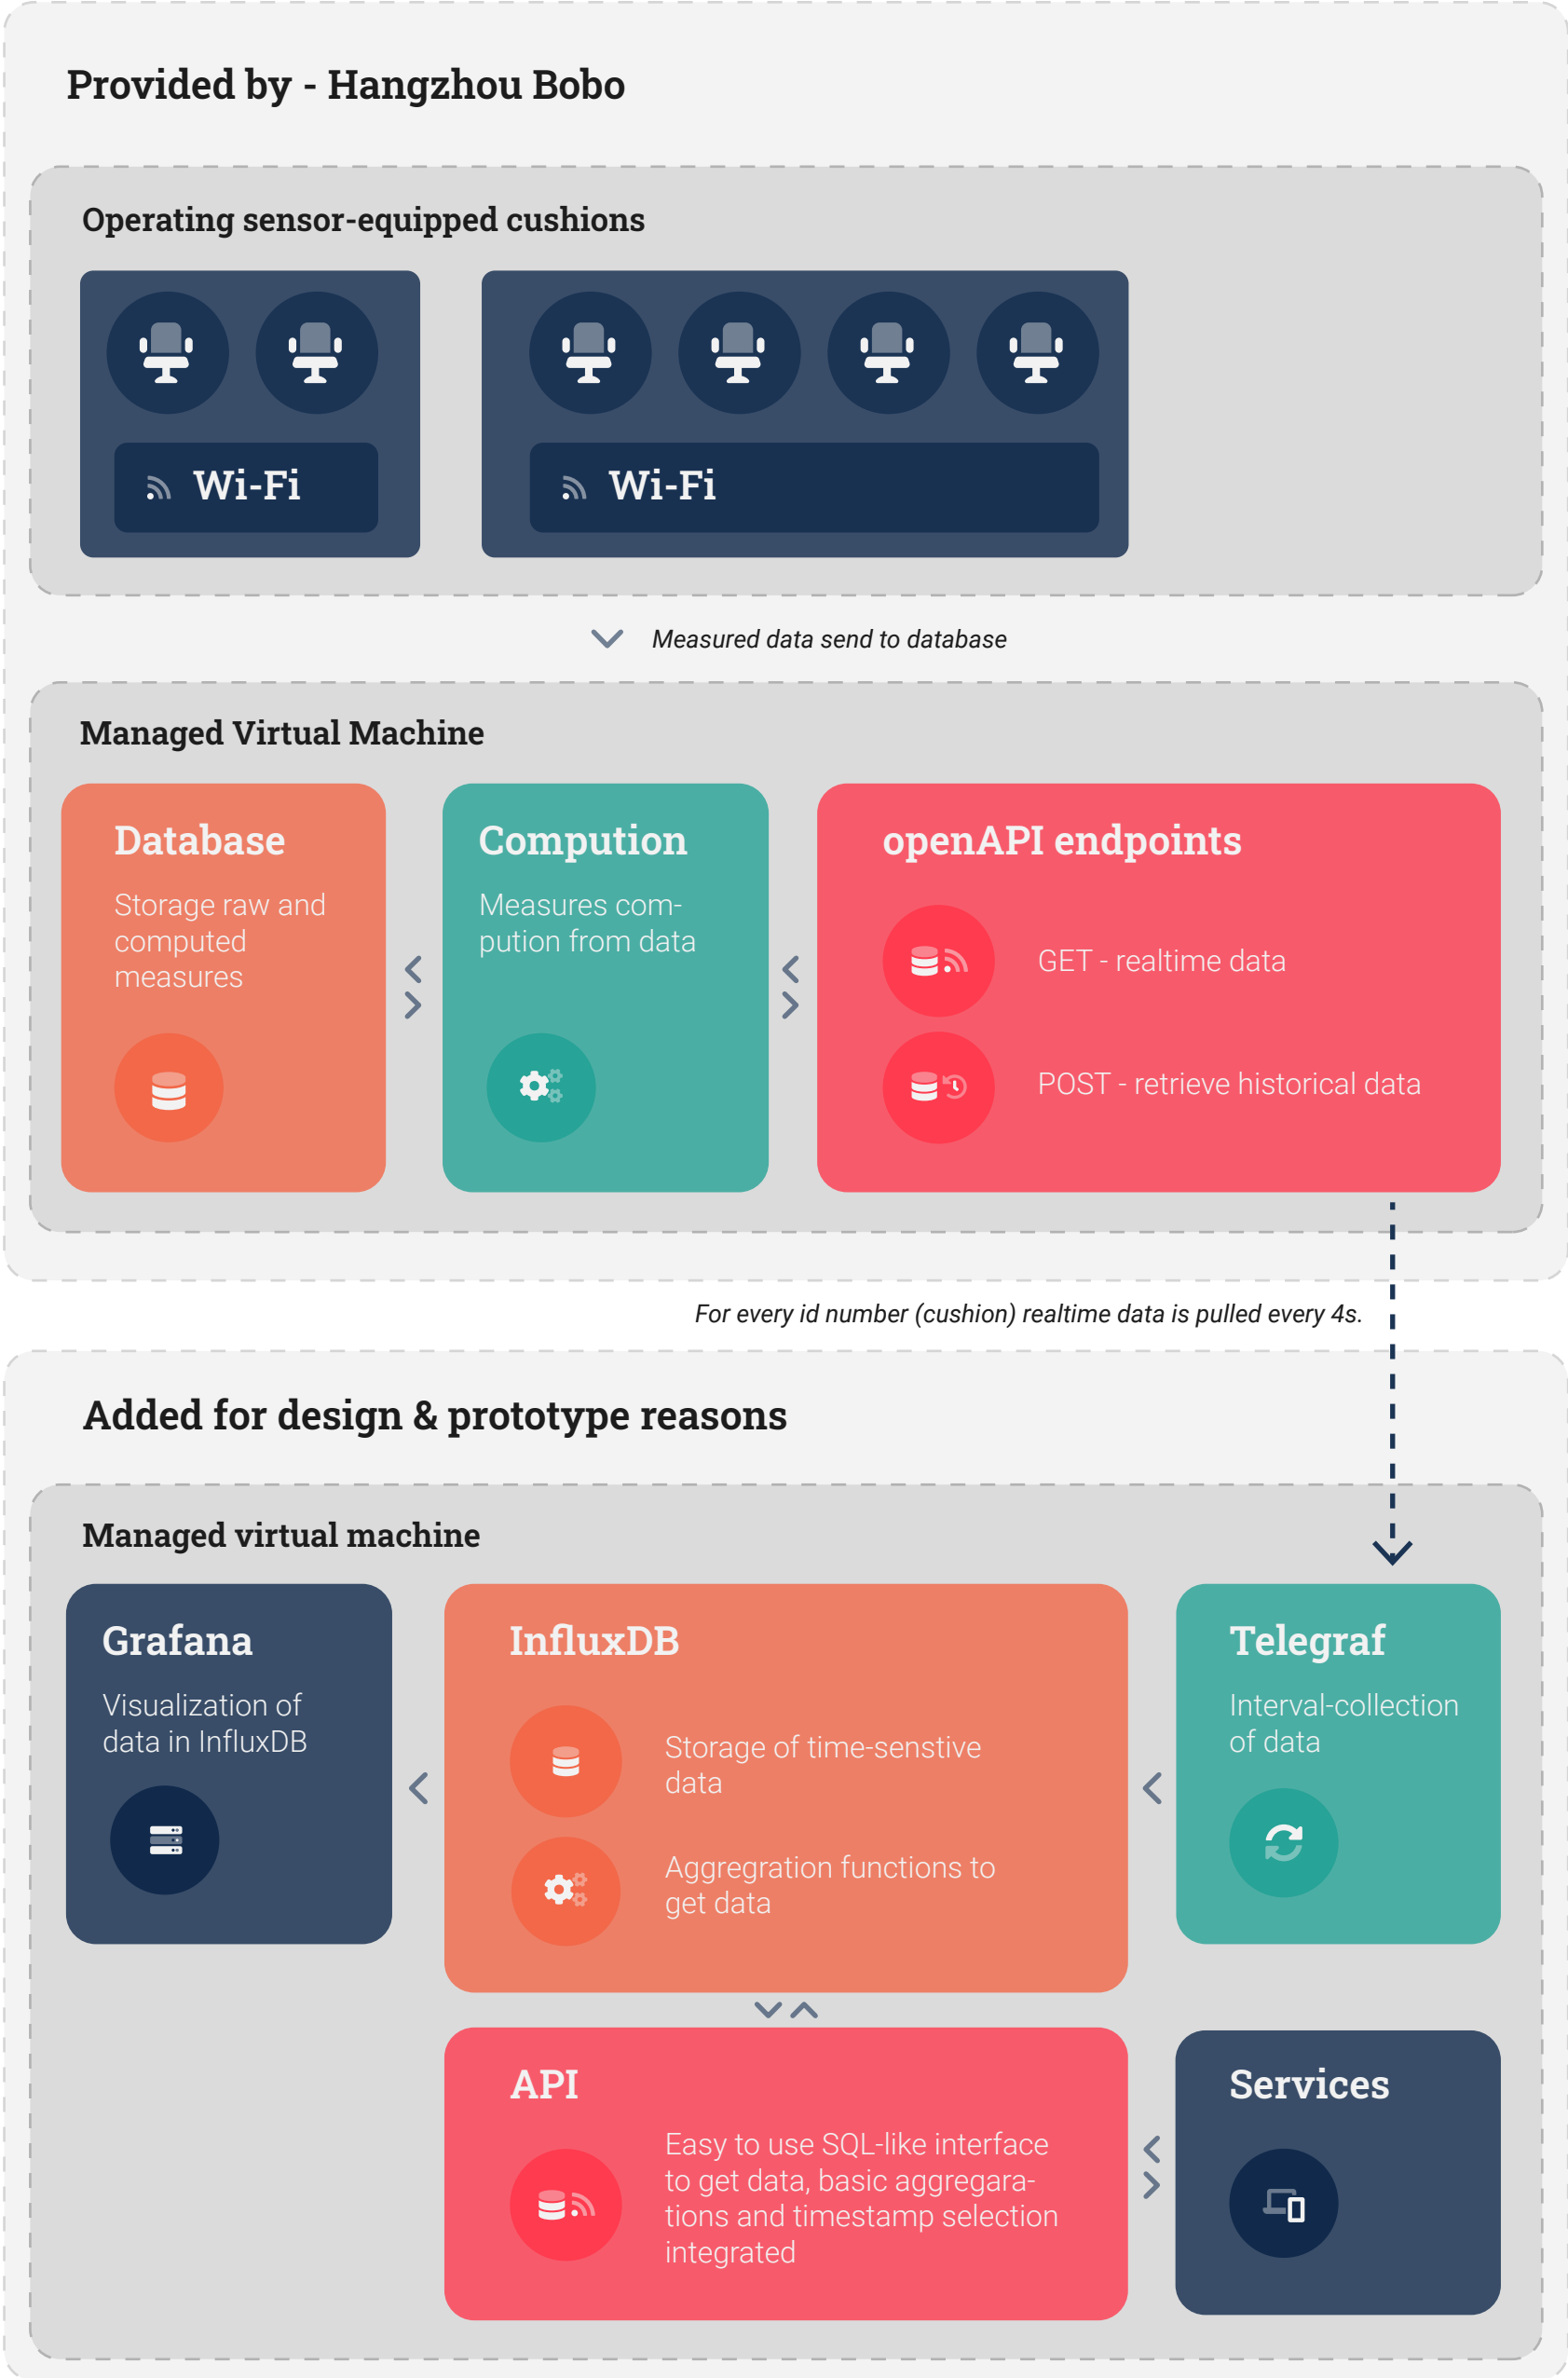 Provided by - Hangzhou Bobo
Operating sensor-equipped cushions
Wi-Fi
Wi-Fi
Measured data send to database
Managed Virtual Machine
Database
Storage raw and
computed
measures
Compution
Measures com-
pution from data
openAPI endpoints
GET - realtime data
POST - retrieve historical data
For every id number (cushion) realtime data is pulled every 4s.
Added for design & prototype reasons
Managed virtual machine
Grafana
Visualization of
data in InfluxDB
InfluxDB
Storage of time-senstive
data
Aggregration functions to
get data
Telegraf
Interval-collection
of data
API
Easy to use SQL-like interface
to get data, basic aggregara-
tions and timestamp selection
integrated
Services